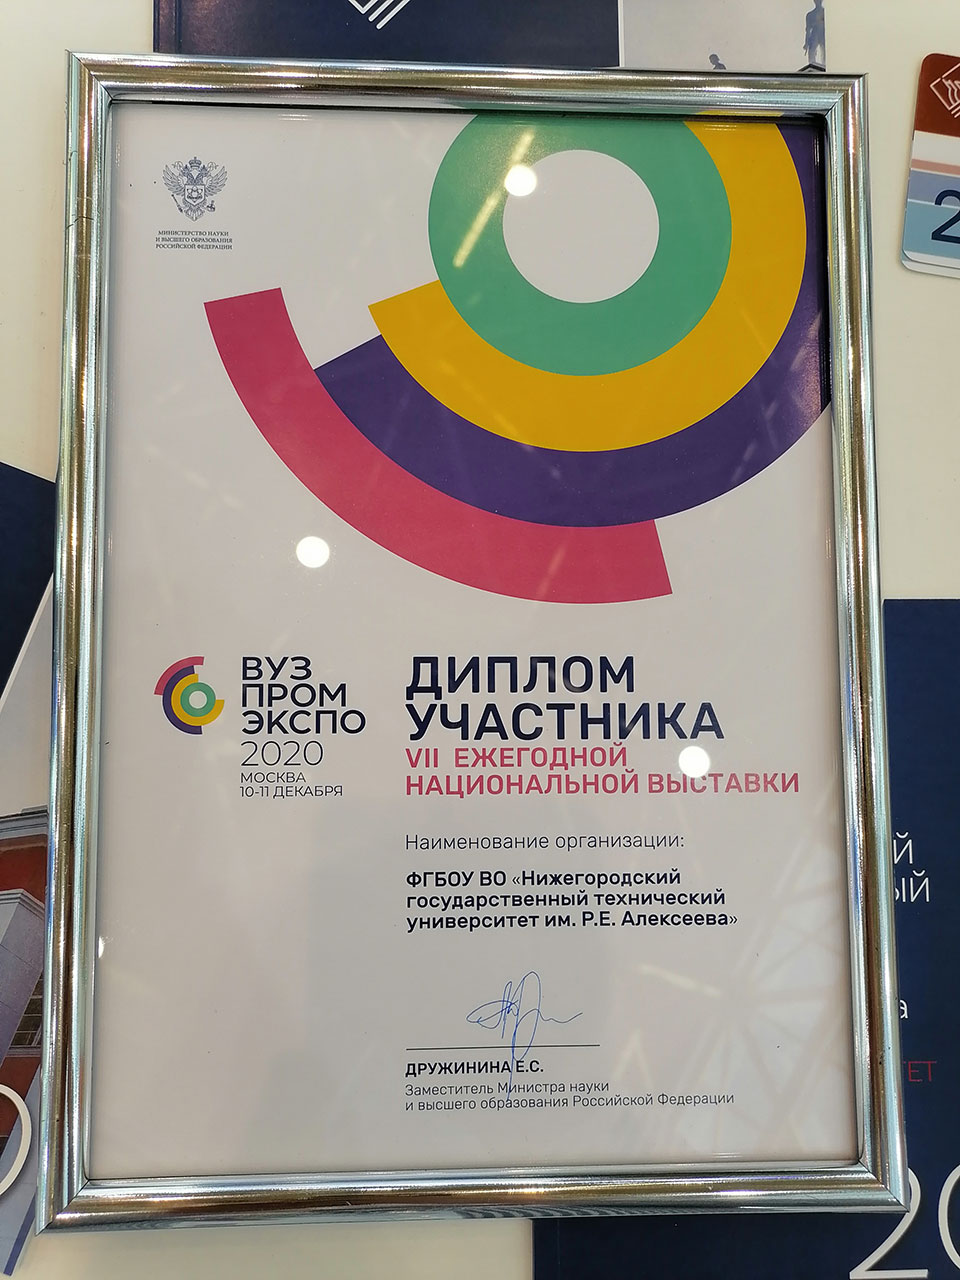 МИНИСТЕРСТВО НАУКИ
И ВЫСШЕГО ОБРАЗОВАНИЯ
РОССИЙСКОЙ ФЕДЕРАЦИИ
ВУЗ
ПРОМ
ЭКСПО
2020
МОСКВА
10-11 ДЕКАБРЯ
ДИПЛОМ
УЧАСТНИКА
VII ЕЖЕГОДНОЙ
НАЦИОНАЛЬНОЙ ВЫСТАВКИ
Наименование организации:
ФГБОУ ВО «Нижегородский
государственный технический
университет им. Р.Е. Алексеева»
ДРУЖИНИНА Е.С.
Заместитель Министра науки
и высшего образования Российской Федерации